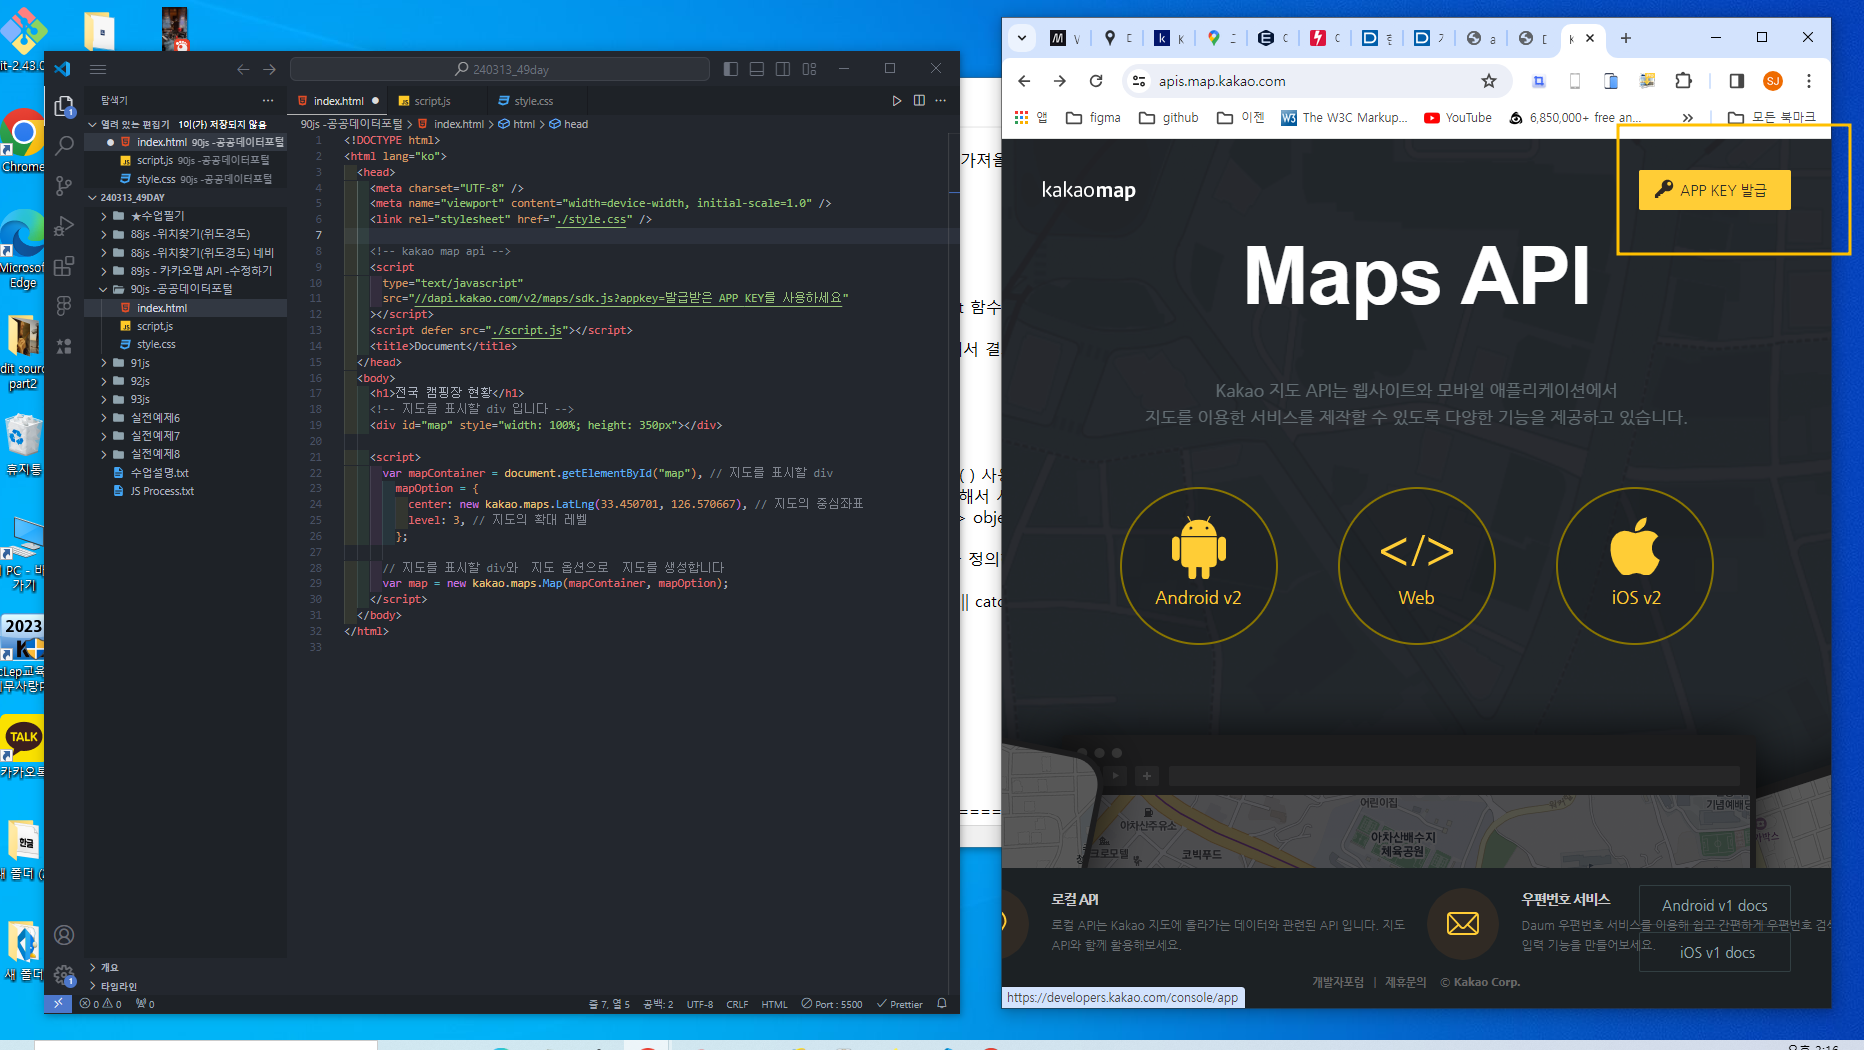 it-2.43.0
Chrome
Microsof
Edge
dit sour
part2
휴지통
PC - 바
가기
2023
cLep교육
무사랑
TALK
카카오톡
한글
새 폴더 (2
새 폴더
240313_49day
탐색기
index.html
script.js
style.css
열려 있는 편집기 1이(가) 저장되지 않음
index.html 90js -공공데이터포털
script.js 90js -공공데이터포털
style.css 90js -공공데이터포털
240313_49DAY
★수업필기
88js -위치찾기(위도경도)
88js -위치찾기(위도경도) 네비
89js - 카카오맵 API -수정하기
90js -공공데이터포털
index.html
script.js
style.css
91js
92js
93js
실전예제6
실전예제7
실전예제8
수업설명.txt
JS Process.txt
개요
타임라인
90js -공공데이터포털 > index.html > html > head
1 <!DOCTYPE html>
2 <html lang="ko">
3 <head>
4 <meta charset="UTF-8" />
5 <meta name="viewport" content="width=device-width, initial-scale=1.0" />
6 <link rel="stylesheet" href="./style.css" />
7
8 <!-- kakao map api -->
9 <script
10 type="text/javascript"
11 src="//dapi.kakao.com/v2/maps/sdk.js?appkey=발급받은 APP KEY를 사용하세요"
12 ></script>
13 <script defer src="./script.js"></script>
14 <title>Document</title>
15 </head>
16 <body>
17 <h1>전국 캠핑장 현황</h1>
18 <!-- 지도를 표시할 div 입니다 -->
19 <div id="map" style="width: 100%; height: 350px"></div>
20
21 <script>
22 var mapContainer = document.getElementById("map"), // 지도를 표시할 div
23 mapOption = {
24 center: new kakao.maps.LatLng(33.450701, 126.570667), // 지도의 중심좌표
25 level: 3, // 지도의 확대 레벨
26 };
27
28 // 지도를 표시할 div와 지도 옵션으로 지도를 생성합니다
29 var map = new kakao.maps.Map(mapContainer, mapOption);
30 </script>
31 </body>
32 </html>
33
0 0 0
줄 7, 열 5 공백: 2 UTF-8 CRLF HTML Port : 5500 Prettier
가져올
t 함수
서 결
() 사용
해서
> obje
정의
|| catc
=====
apis.map.kakao.com
앱 figma github 이젠 The W3C Markup... YouTube 6,850,000+ free an... » 모든 북마크
SJ
kakaomap
APP KEY 발급
Maps API
Kakao 지도 API는 웹사이트와 모바일 애플리케이션에서
지도를 이용한 서비스를 제작할 수 있도록 다양한 기능을 제공하고 있습니다.
Android v2
Web
iOS v2
어린이집
아차산주유소
아차산배수지
체육공원
크로모텔
코빅푸드
기념예배당
박스
로컬 API
로컬 API는 Kakao 지도에 올라가는 데이터와 관련된 API 입니다. 지도
API와 함께 활용해보세요.
우편번호 서비스
Daum 우편번호 서비스를 이용해 쉽고 간편하게 우편번호 검색
입력 기능을 만들어보세요.
Android v1 docs
iOS v1 docs
개발자포럼 | 제휴문의 © Kakao Corp.
https://developers.kakao.com/console/app
오후 2:16